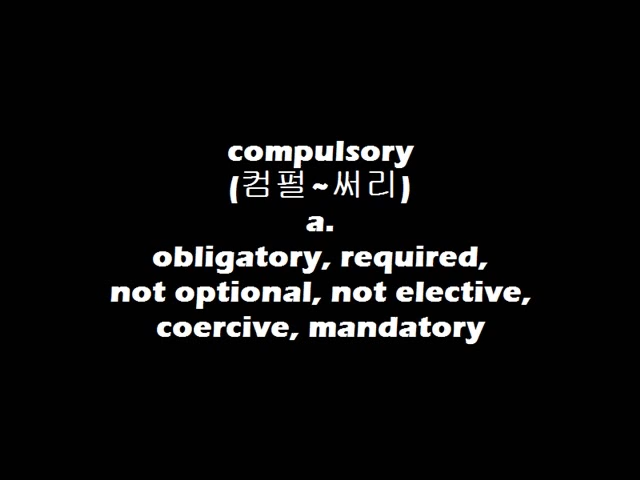 compulsory
(컴펄~써리)
a.
obligatory, required,
not optional, not elective,
coercive, mandatory